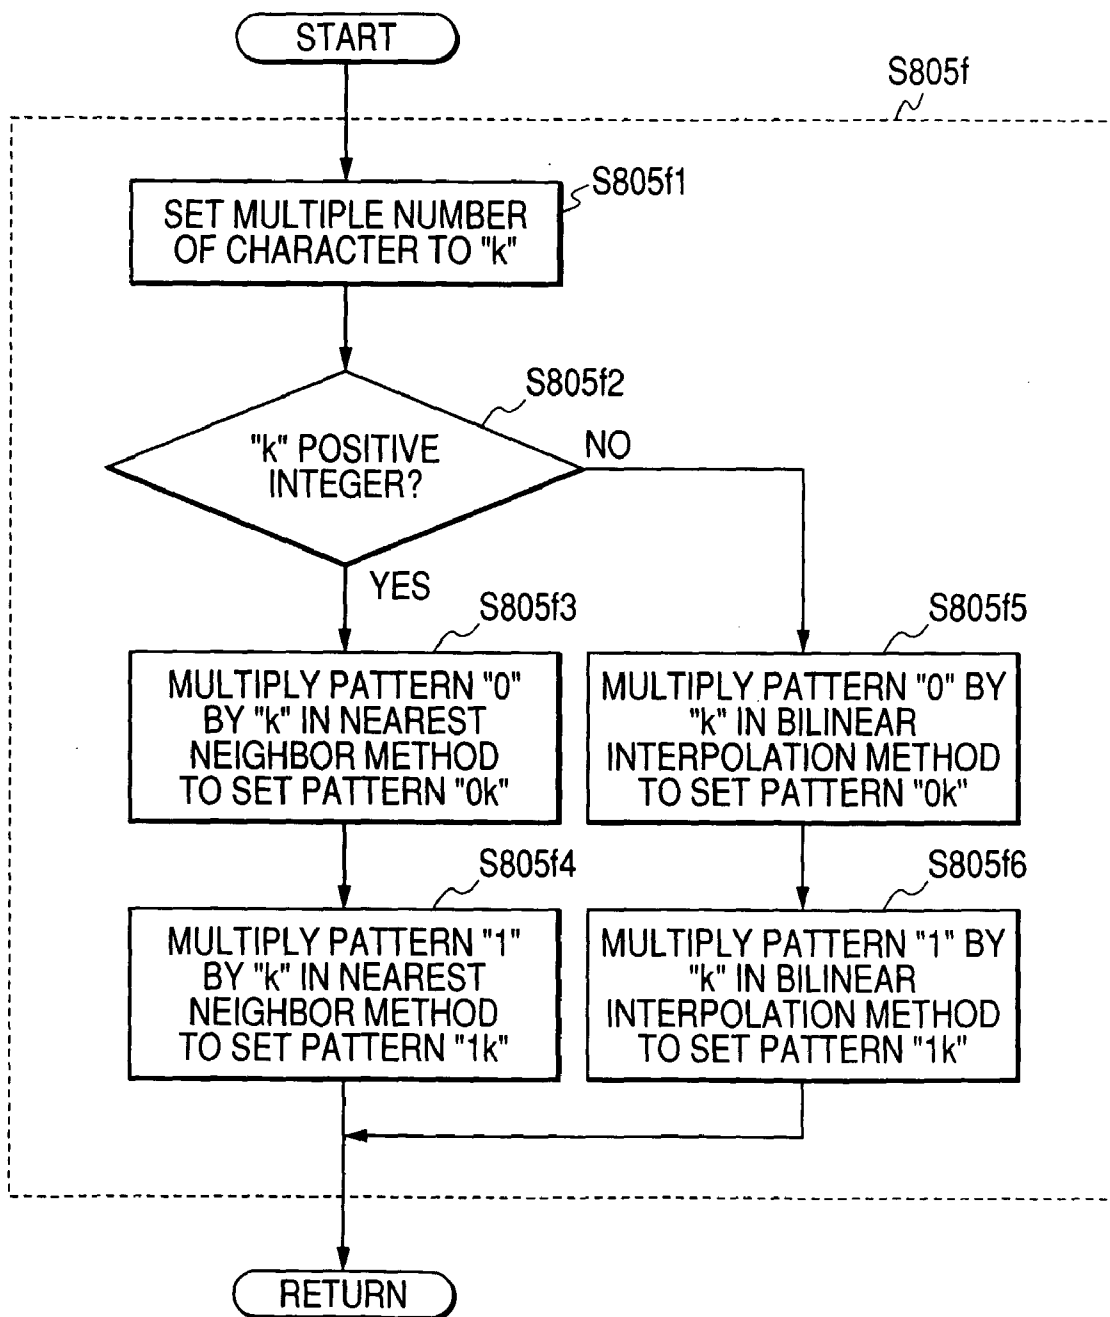 START
S805f
S805f1
SET MULTIPLE NUMBER
OF CHARACTER TO "k"
S805f2
"k" POSITIVE
INTEGER?
NO
YES
S805f3
MULTIPLY PATTERN "0"
BY "k" IN NEAREST
NEIGHBOR METHOD
TO SET PATTERN "0k"
S805f5
MULTIPLY PATTERN "0" BY
"k" IN BILINEAR
INTERPOLATION METHOD
TO SET PATTERN "0k"
S805f4
MULTIPLY PATTERN "1"
BY "k" IN NEAREST
NEIGHBOR METHOD
TO SET PATTERN "1k"
S805f6
MULTIPLY PATTERN "1" BY
"k" IN BILINEAR
INTERPOLATION METHOD
TO SET PATTERN "1k"
RETURN